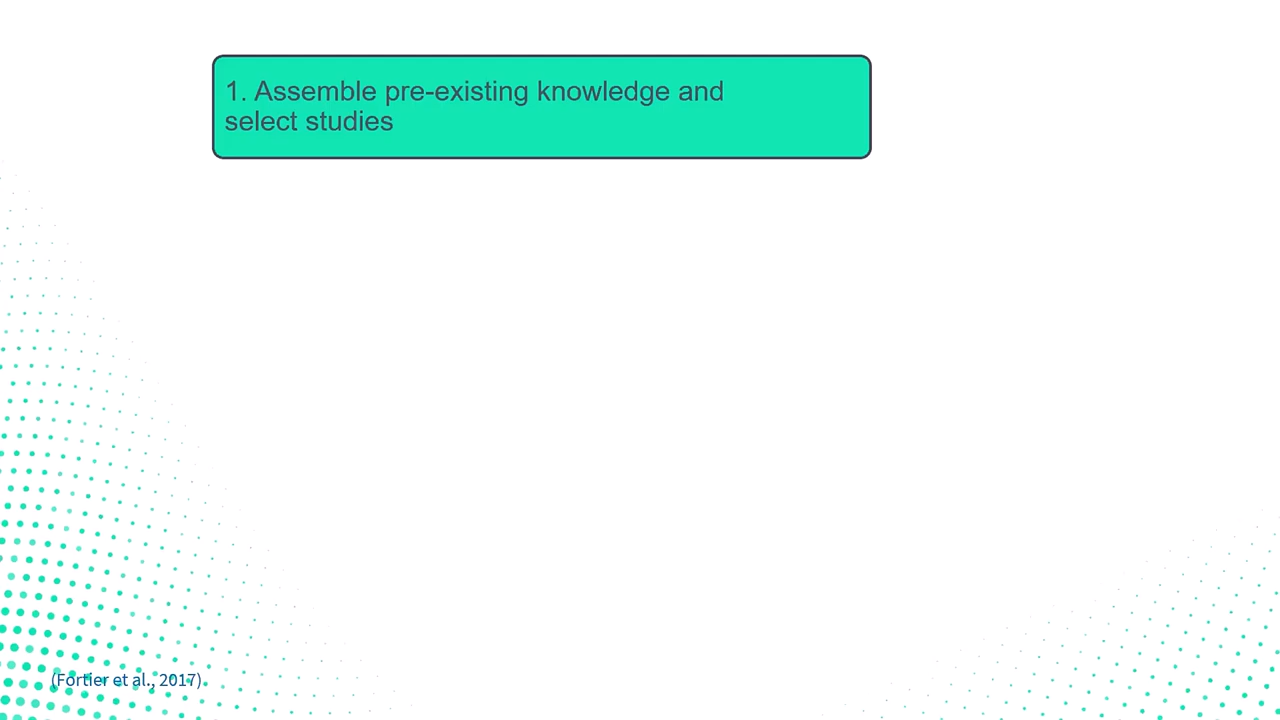 1. Assemble pre-existing knowledge and
select studies
(Fortier et al., 2017)